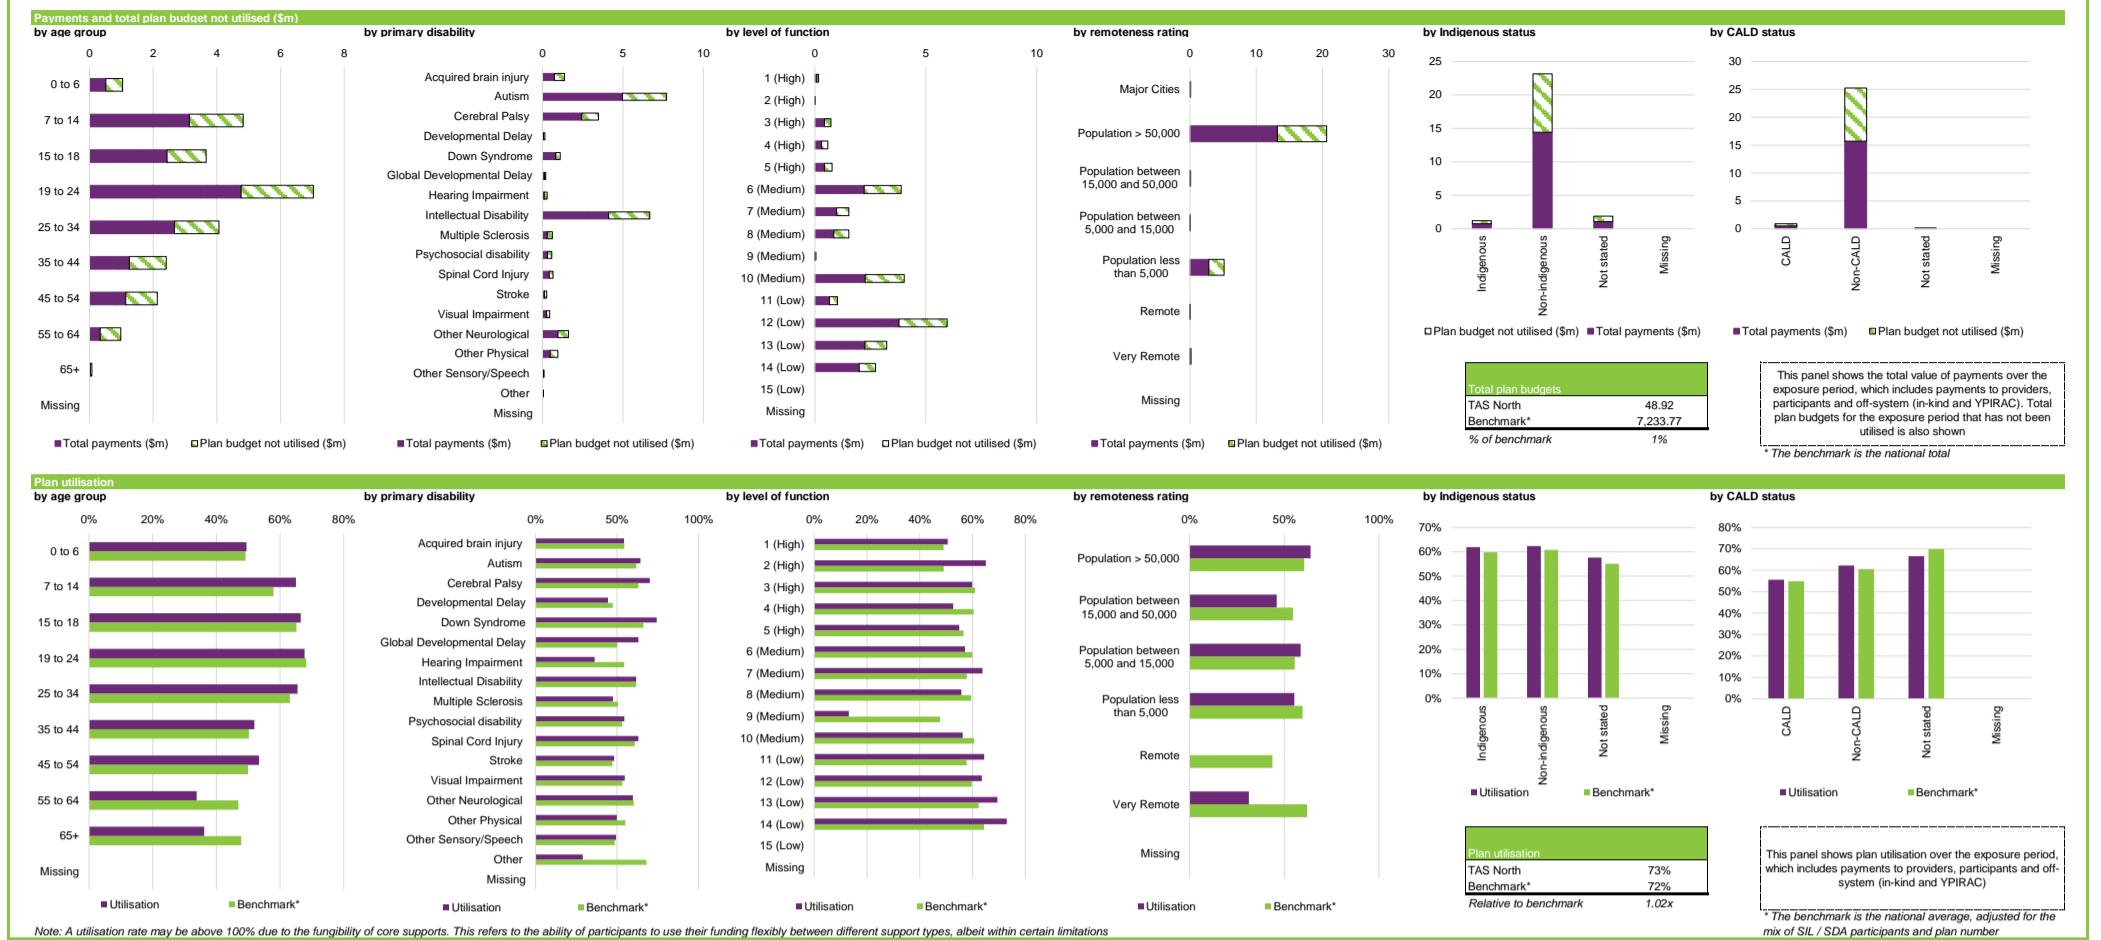 Payments and total plan budget not utilised ($m)
by age group
0 2 4 6 8
0 to 6
7 to 14
15 to 18
19 to 24
25 to 34
35 to 44
45 to 54
55 to 64
65+
Missing
Total payments ($m) Plan budget not utilised ($m)
by primary disability
0 5 10
Acquired brain injury
Autism
Cerebral Palsy
Developmental Delay
Down Syndrome
Global Developmental Delay
Hearing Impairment
Intellectual Disability
Multiple Sclerosis
Psychosocial disability
Spinal Cord Injury
Stroke
Visual Impairment
Other Neurological
Other Physical
Other Sensory/Speech
Other
Missing
Total payments ($m) Plan budget not utilised ($m)
by level of function
0 5 10
1 (High)
2 (High)
3 (High)
4 (High)
5 (High)
6 (Medium)
7 (Medium)
8 (Medium)
9 (Medium)
10 (Medium)
11 (Low)
12 (Low)
13 (Low)
14 (Low)
15 (Low)
Missing
Total payments ($m) Plan budget not utilised ($m)
by remoteness rating
0 10 20 30
Major Cities
Population > 50,000
Population between
15,000 and 50,000
Population between
5,000 and 15,000
Population less
than 5,000
Remote
Very Remote
Missing
Total payments ($m) Plan budget not utilised ($m)
by Indigenous status
25
20
15
10
5
0
Indigenous
Non-indigenous
Not stated
Missing
Plan budget not utilised ($m) Total payments ($m)
by CALD status
30
25
20
15
10
5
0
CALD
Non-CALD
Not stated
Missing
Total payments ($m) Plan budget not utilised ($m)
Total plan budgets
TAS North 48.92
Benchmark* 7,233.77
% of benchmark 1%
This panel shows the total value of payments over the
exposure period, which includes payments to providers,
participants and off-system (in-kind and YPIRAC). Total
plan budgets for the exposure period that has not been
utilised is also shown
* The benchmark is the national total
Plan utilisation
by age group
0% 20% 40% 60% 80%
0 to 6
7 to 14
15 to 18
19 to 24
25 to 34
35 to 44
45 to 54
55 to 64
65+
Missing
Utilisation Benchmark*
by primary disability
0% 50% 100%
Acquired brain injury
Autism
Cerebral Palsy
Developmental Delay
Down Syndrome
Global Developmental Delay
Hearing Impairment
Intellectual Disability
Multiple Sclerosis
Psychosocial disability
Spinal Cord Injury
Stroke
Visual Impairment
Other Neurological
Other Physical
Other Sensory/Speech
Other
Missing
Utilisation Benchmark*
by level of function
0% 20% 40% 60% 80%
1 (High)
2 (High)
3 (High)
4 (High)
5 (High)
6 (Medium)
7 (Medium)
8 (Medium)
9 (Medium)
10 (Medium)
11 (Low)
12 (Low)
13 (Low)
14 (Low)
15 (Low)
Missing
Utilisation Benchmark*
by remoteness rating
0% 50% 100%
Population > 50,000
Population between
15,000 and 50,000
Population between
5,000 and 15,000
Population less
than 5,000
Remote
Very Remote
Missing
Utilisation Benchmark*
by Indigenous status
70%
60%
50%
40%
30%
20%
10%
0%
Indigenous
Non-indigenous
Not stated
Missing
Utilisation Benchmark*
by CALD status
80%
70%
60%
50%
40%
30%
20%
10%
0%
CALD
Non-CALD
Not stated
Missing
Utilisation Benchmark*
Plan utilisation
TAS North 73%
Benchmark* 72%
Relative to benchmark 1.02x
This panel shows plan utilisation over the exposure period,
which includes payments to providers, participants and off-
system (in-kind and YPIRAC)
* The benchmark is the national average, adjusted for the
mix of SIL / SDA participants and plan number
Note: A utilisation rate may be above 100% due to the fungibility of core supports. This refers to the ability of participants to use their funding flexibly between different support types, albeit within certain limitations